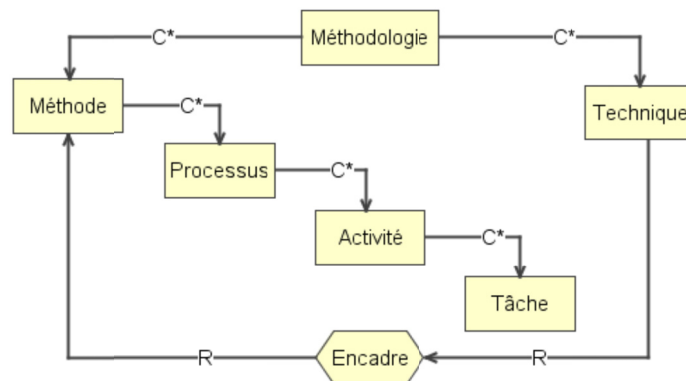 C* Méthodologie C*
Méthode C* Technique
Processus C*
Activité C*
Tâche
R Encadre R